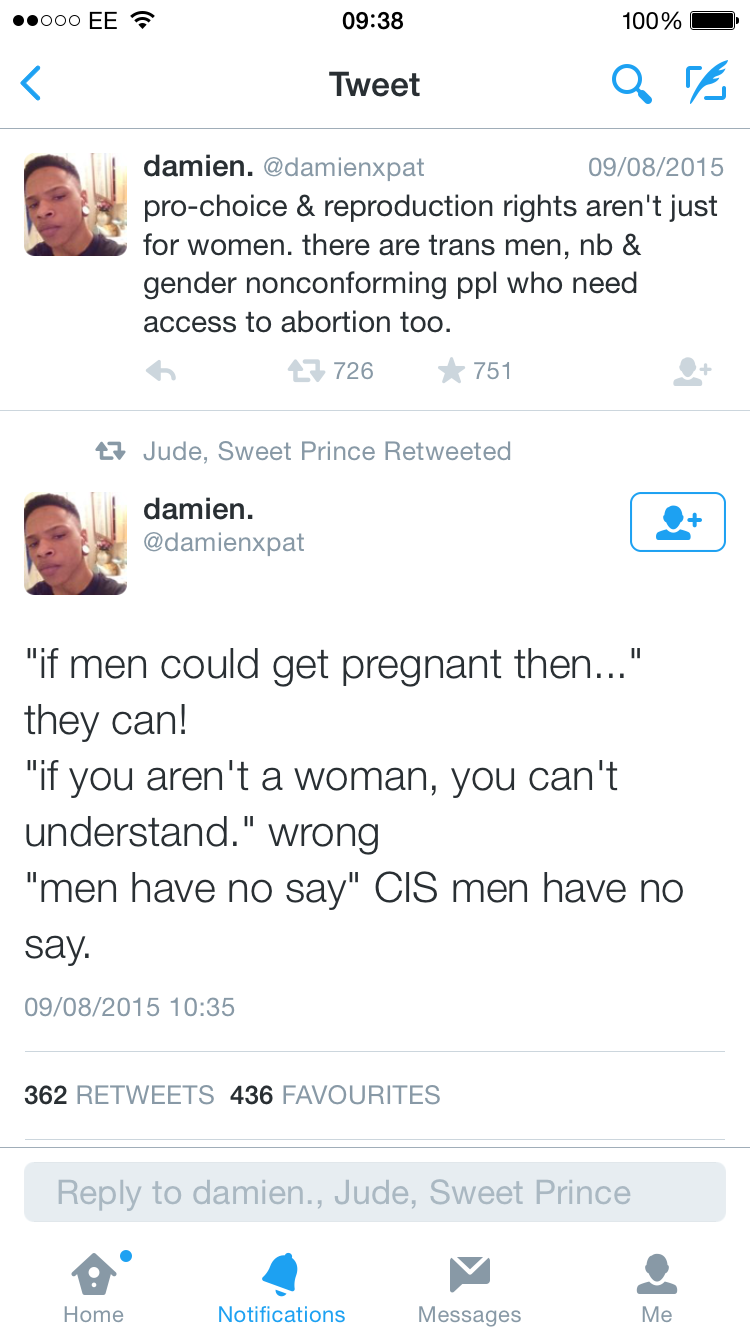 EE 09:38 100%
Tweet
damien. @damienxpat 09/08/2015
pro-choice & reproduction rights aren't just
for women. there are trans men, nb &
gender nonconforming ppl who need
access to abortion too.
726 751
Jude, Sweet Prince Retweeted
damien.
@damienxpat
"if men could get pregnant then..."
they can!
"if you aren't a woman, you can't
understand." wrong
"men have no say" CIS men have no
say.
09/08/2015 10:35
362 RETWEETS 436 FAVOURITES
Reply to damien., Jude, Sweet Prince
Home Notifications Messages Me